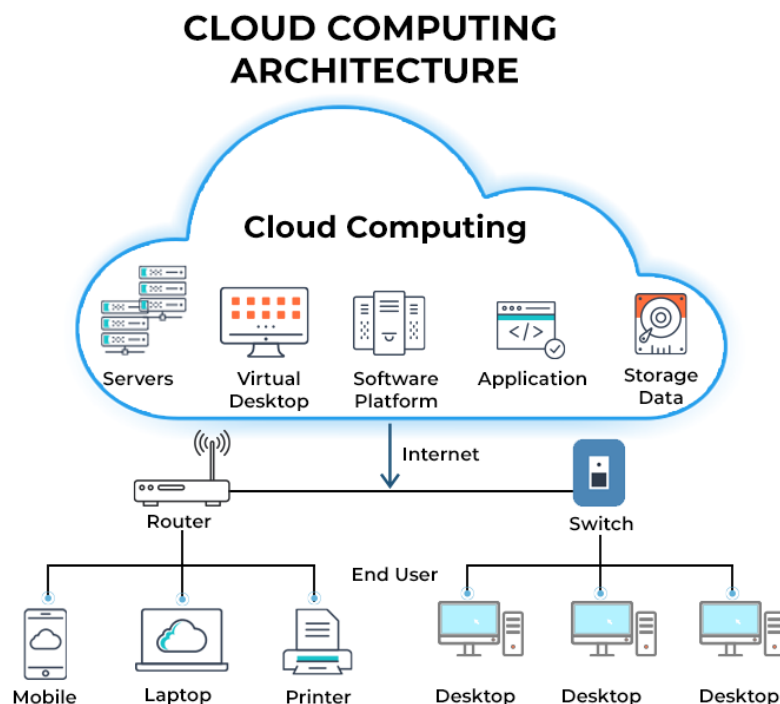 CLOUD COMPUTING
ARCHITECTURE
Cloud Computing
Servers
Virtual
Desktop
Software
Platform
</>
Application
Storage
Data
Internet
Router
Switch
End User
Mobile
Laptop
Printer
Desktop
Desktop
Desktop